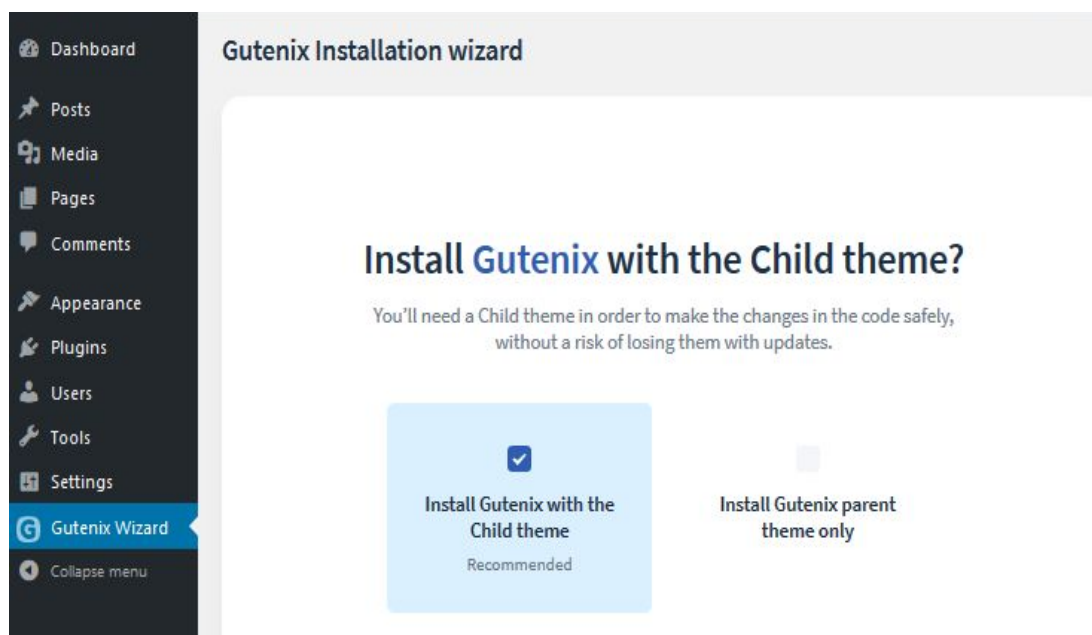 Dashboard
Posts
Media
Pages
Comments
Appearance
Plugins
Users
Tools
Settings
Gutenix Wizard
Collapse menu
Gutenix Installation wizard
Install Gutenix with the Child theme?
You'll need a Child theme in order to make the changes in the code safely,
without a risk of losing them with updates.
Install Gutenix with the
Child theme
Recommended
Install Gutenix parent
theme only